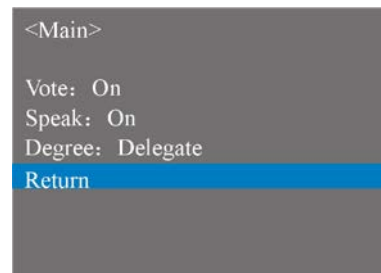 <Main>
Vote：On
Speak：On
Degree：Delegate
Return